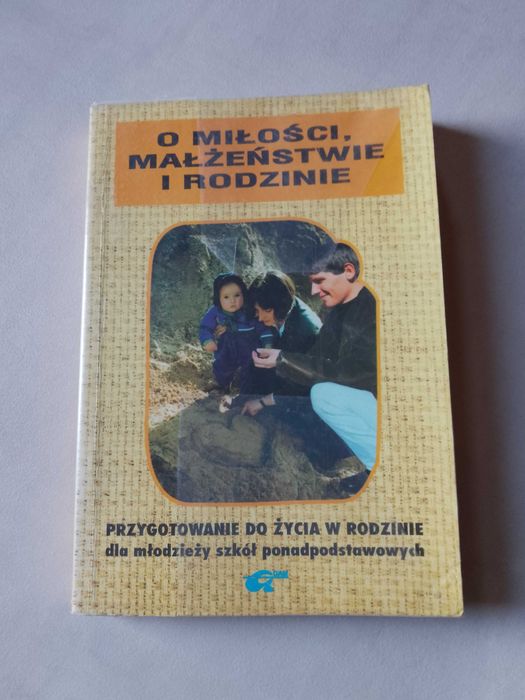 O MIŁOŚCI,
MAŁŻEŃSTWIE
I RODZINIE
PRZYGOTOWANIE DO ŻYCIA W RODZINIE
dla młodzieży szkół ponadpodstawowych